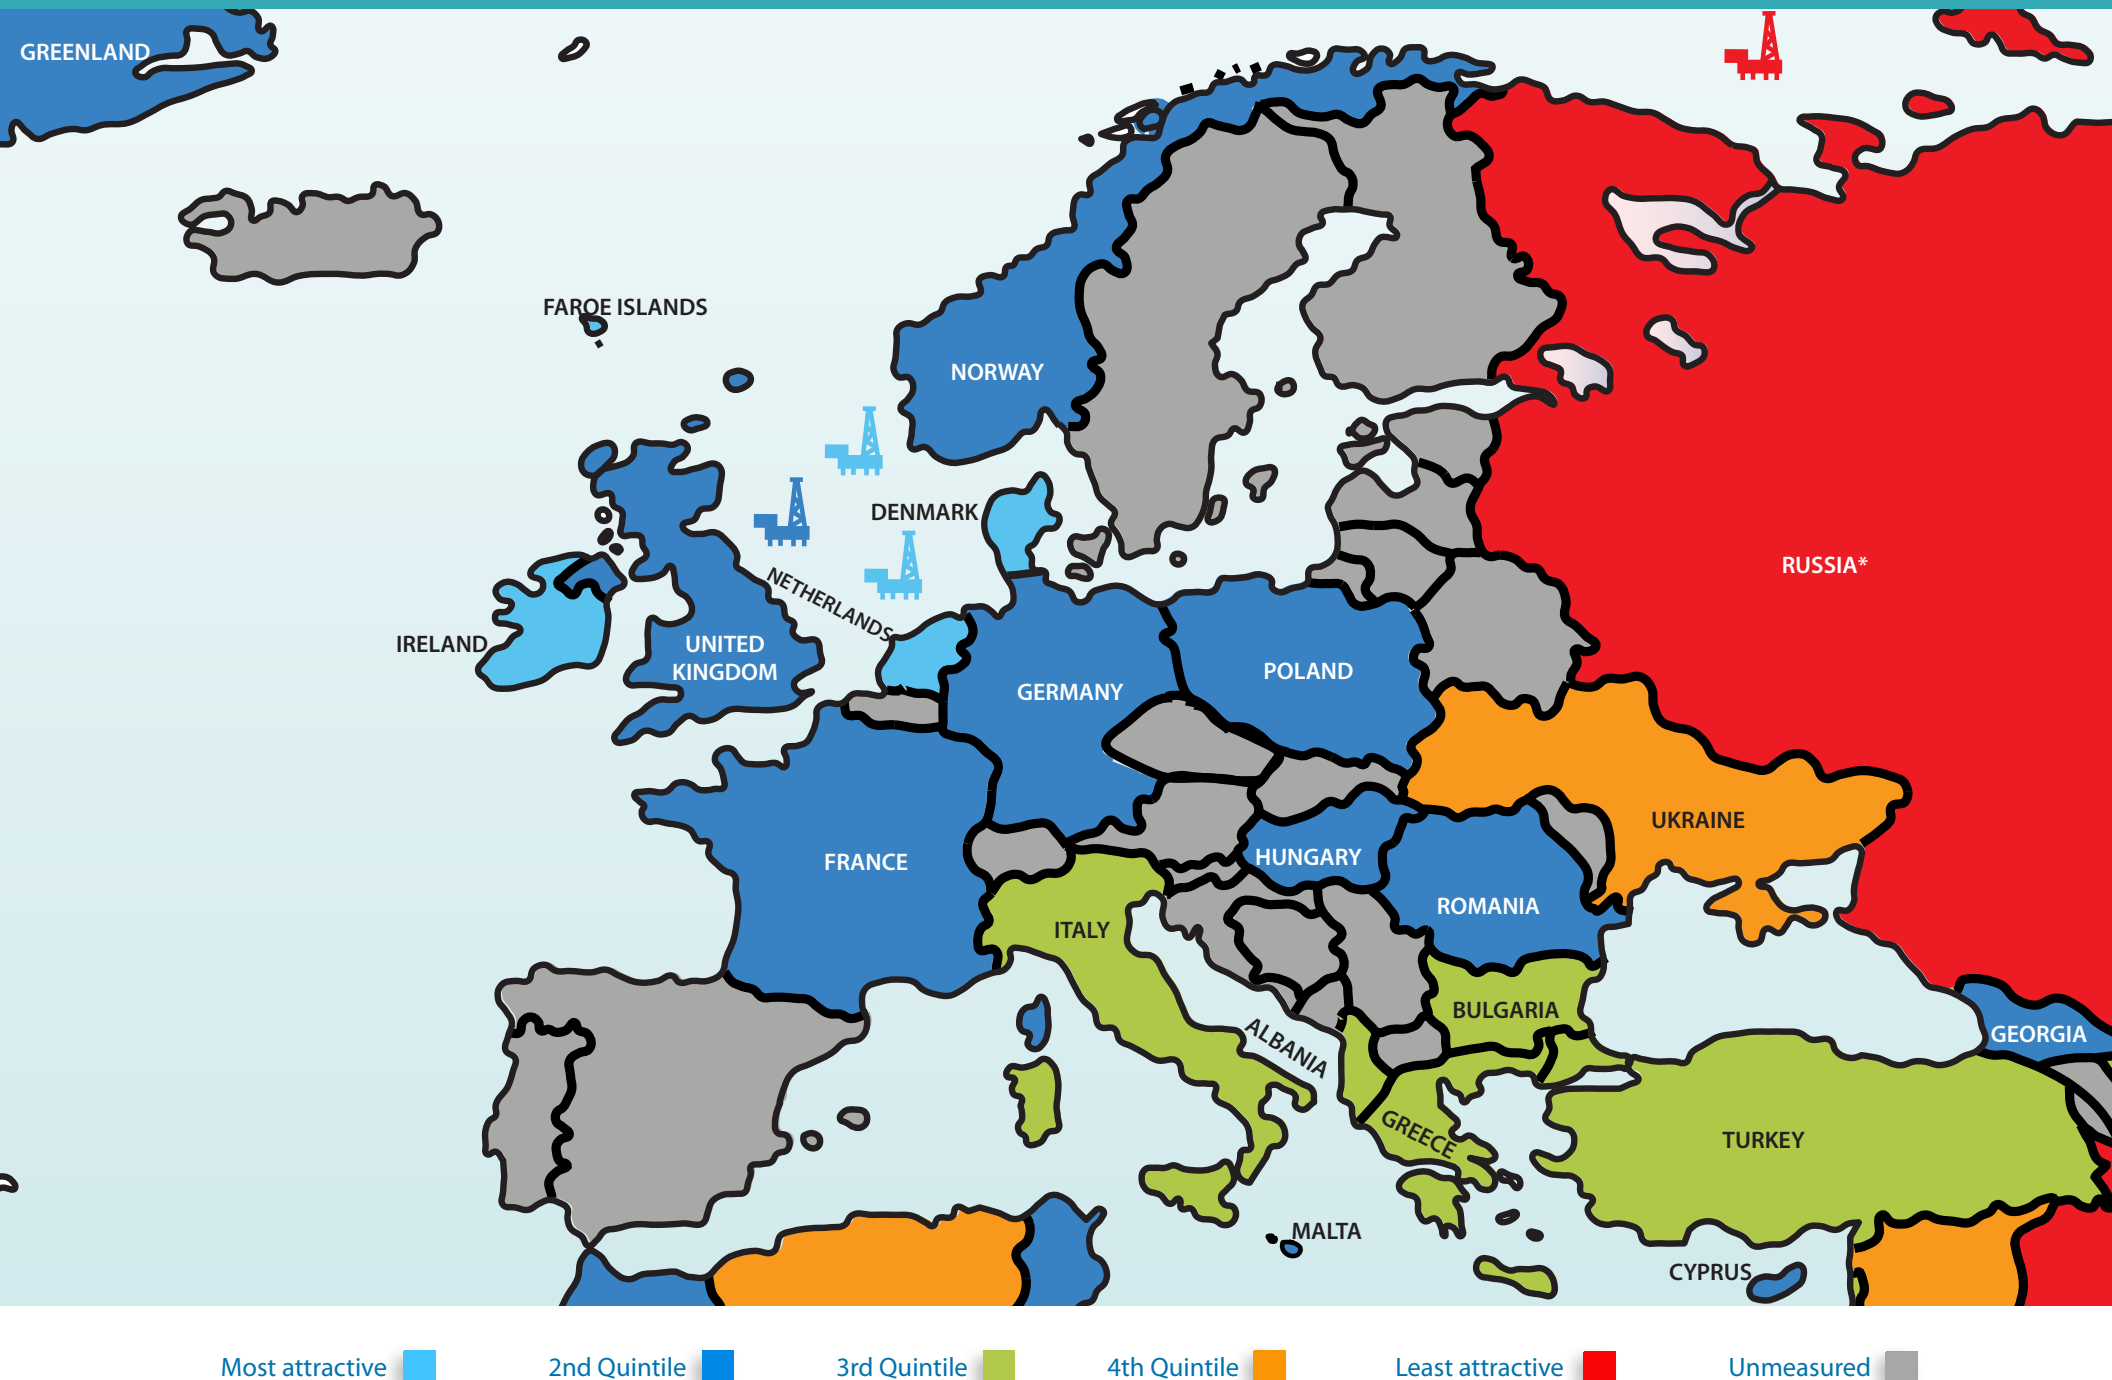 GREENLAND
FAROE ISLANDS
NORWAY
DENMARK
RUSSIA*
NETHERLANDS
IRELAND
UNITED
KINGDOM
POLAND
GERMANY
UKRAINE
FRANCE
HUNGARY
ROMANIA
ITALY
BULGARIA
GEORGIA
ALBANIA
GREECE
TURKEY
MALTA
CYPRUS
Most attractive
2nd Quintile
3rd Quintile
4th Quintile
Least attractive
Unmeasured